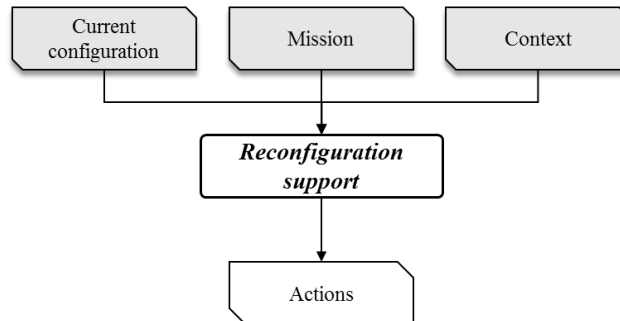 Current
configuration
Mission
Context
Reconfiguration
support
Actions